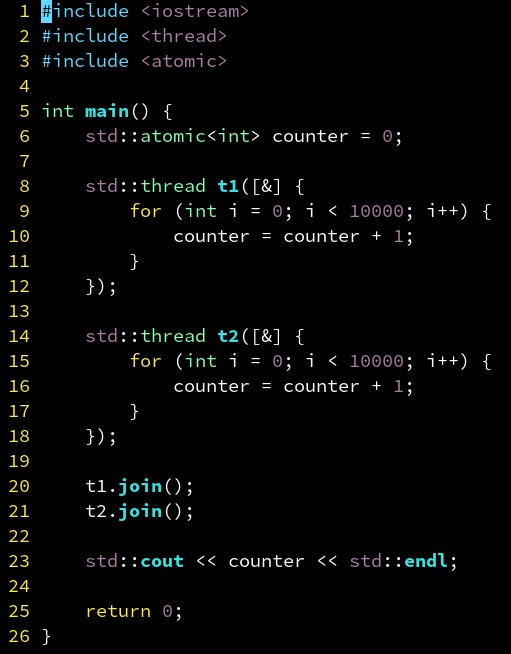 1 #include <iostream>
2 #include <thread>
3 #include <atomic>
4
5 int main() {
6     std::atomic<int> counter = 0;
7
8     std::thread t1([&] {
9         for (int i = 0; i < 10000; i++) {
10             counter = counter + 1;
11         }
12     });
13
14     std::thread t2([&] {
15         for (int i = 0; i < 10000; i++) {
16             counter = counter + 1;
17         }
18     });
19
20     t1.join();
21     t2.join();
22
23     std::cout << counter << std::endl;
24
25     return 0;
26 }